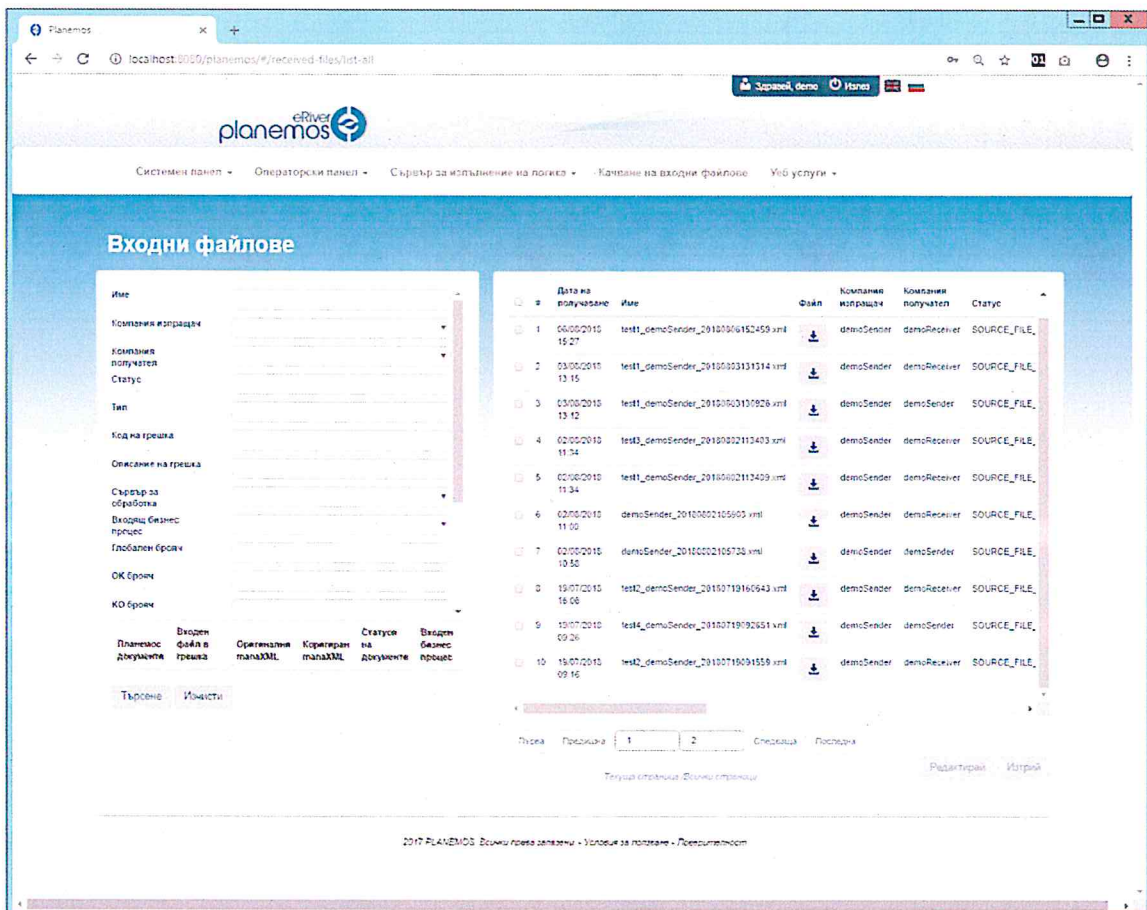 Planemos
localhost:8080/planemos/#/received-files/list-all
Здравей, demo Излез
eRiver
planemos
Системен панел Операторски панел Сървър за изпълнение на логика Качване на входни файлове Уеб услуги
Входни файлове
Име
Компания изпращач
Компания
получател
Статус
Тип
Код на грешка
Описание на грешка
Сървър за
обработка
Входящ бизнес
процес
Глобален брояч
ОК брояч
КО брояч
Планемос документи Входен файл в грешка Оригинални manaXML Коригиран manaXML Статуси на документи Входен бизнес процес
Търсене Изчисти
# Дата на получаване Име Файл Компания изпращач Компания получател Статус
1 06/08/2018 15:27 test1_demoSender_20180806152459.xml demoSender demoReceiver SOURCE_FILE_
2 03/08/2018 13:15 test1_demoSender_20180803131314.xml demoSender demoReceiver SOURCE_FILE_
3 03/08/2018 13:12 test1_demoSender_20180803130926.xml demoSender demoSender SOURCE_FILE_
4 02/08/2018 11:34 test3_demoSender_20180802113403.xml demoSender demoReceiver SOURCE_FILE_
5 02/08/2018 11:34 test1_demoSender_20180802113409.xml demoSender demoReceiver SOURCE_FILE_
6 02/08/2018 11:00 demoSender_20180802105903.xml demoSender demoReceiver SOURCE_FILE_
7 02/08/2018 10:58 demoSender_20180802105738.xml demoSender demoReceiver SOURCE_FILE_
8 19/07/2018 16:08 test2_demoSender_20180719160643.xml demoSender demoReceiver SOURCE_FILE_
9 19/07/2018 09:26 test4_demoSender_20180719092651.xml demoSender demoReceiver SOURCE_FILE_
10 19/07/2018 09:16 test2_demoSender_20180719091559.xml demoSender demoReceiver SOURCE_FILE_
Първа Предишна 1 2 Следваща Последна
Текуща страница /Всички страници
Редактирай Изтрий
2017 PLANEMOS. Всички права запазени - Условия за ползване - Поверителност